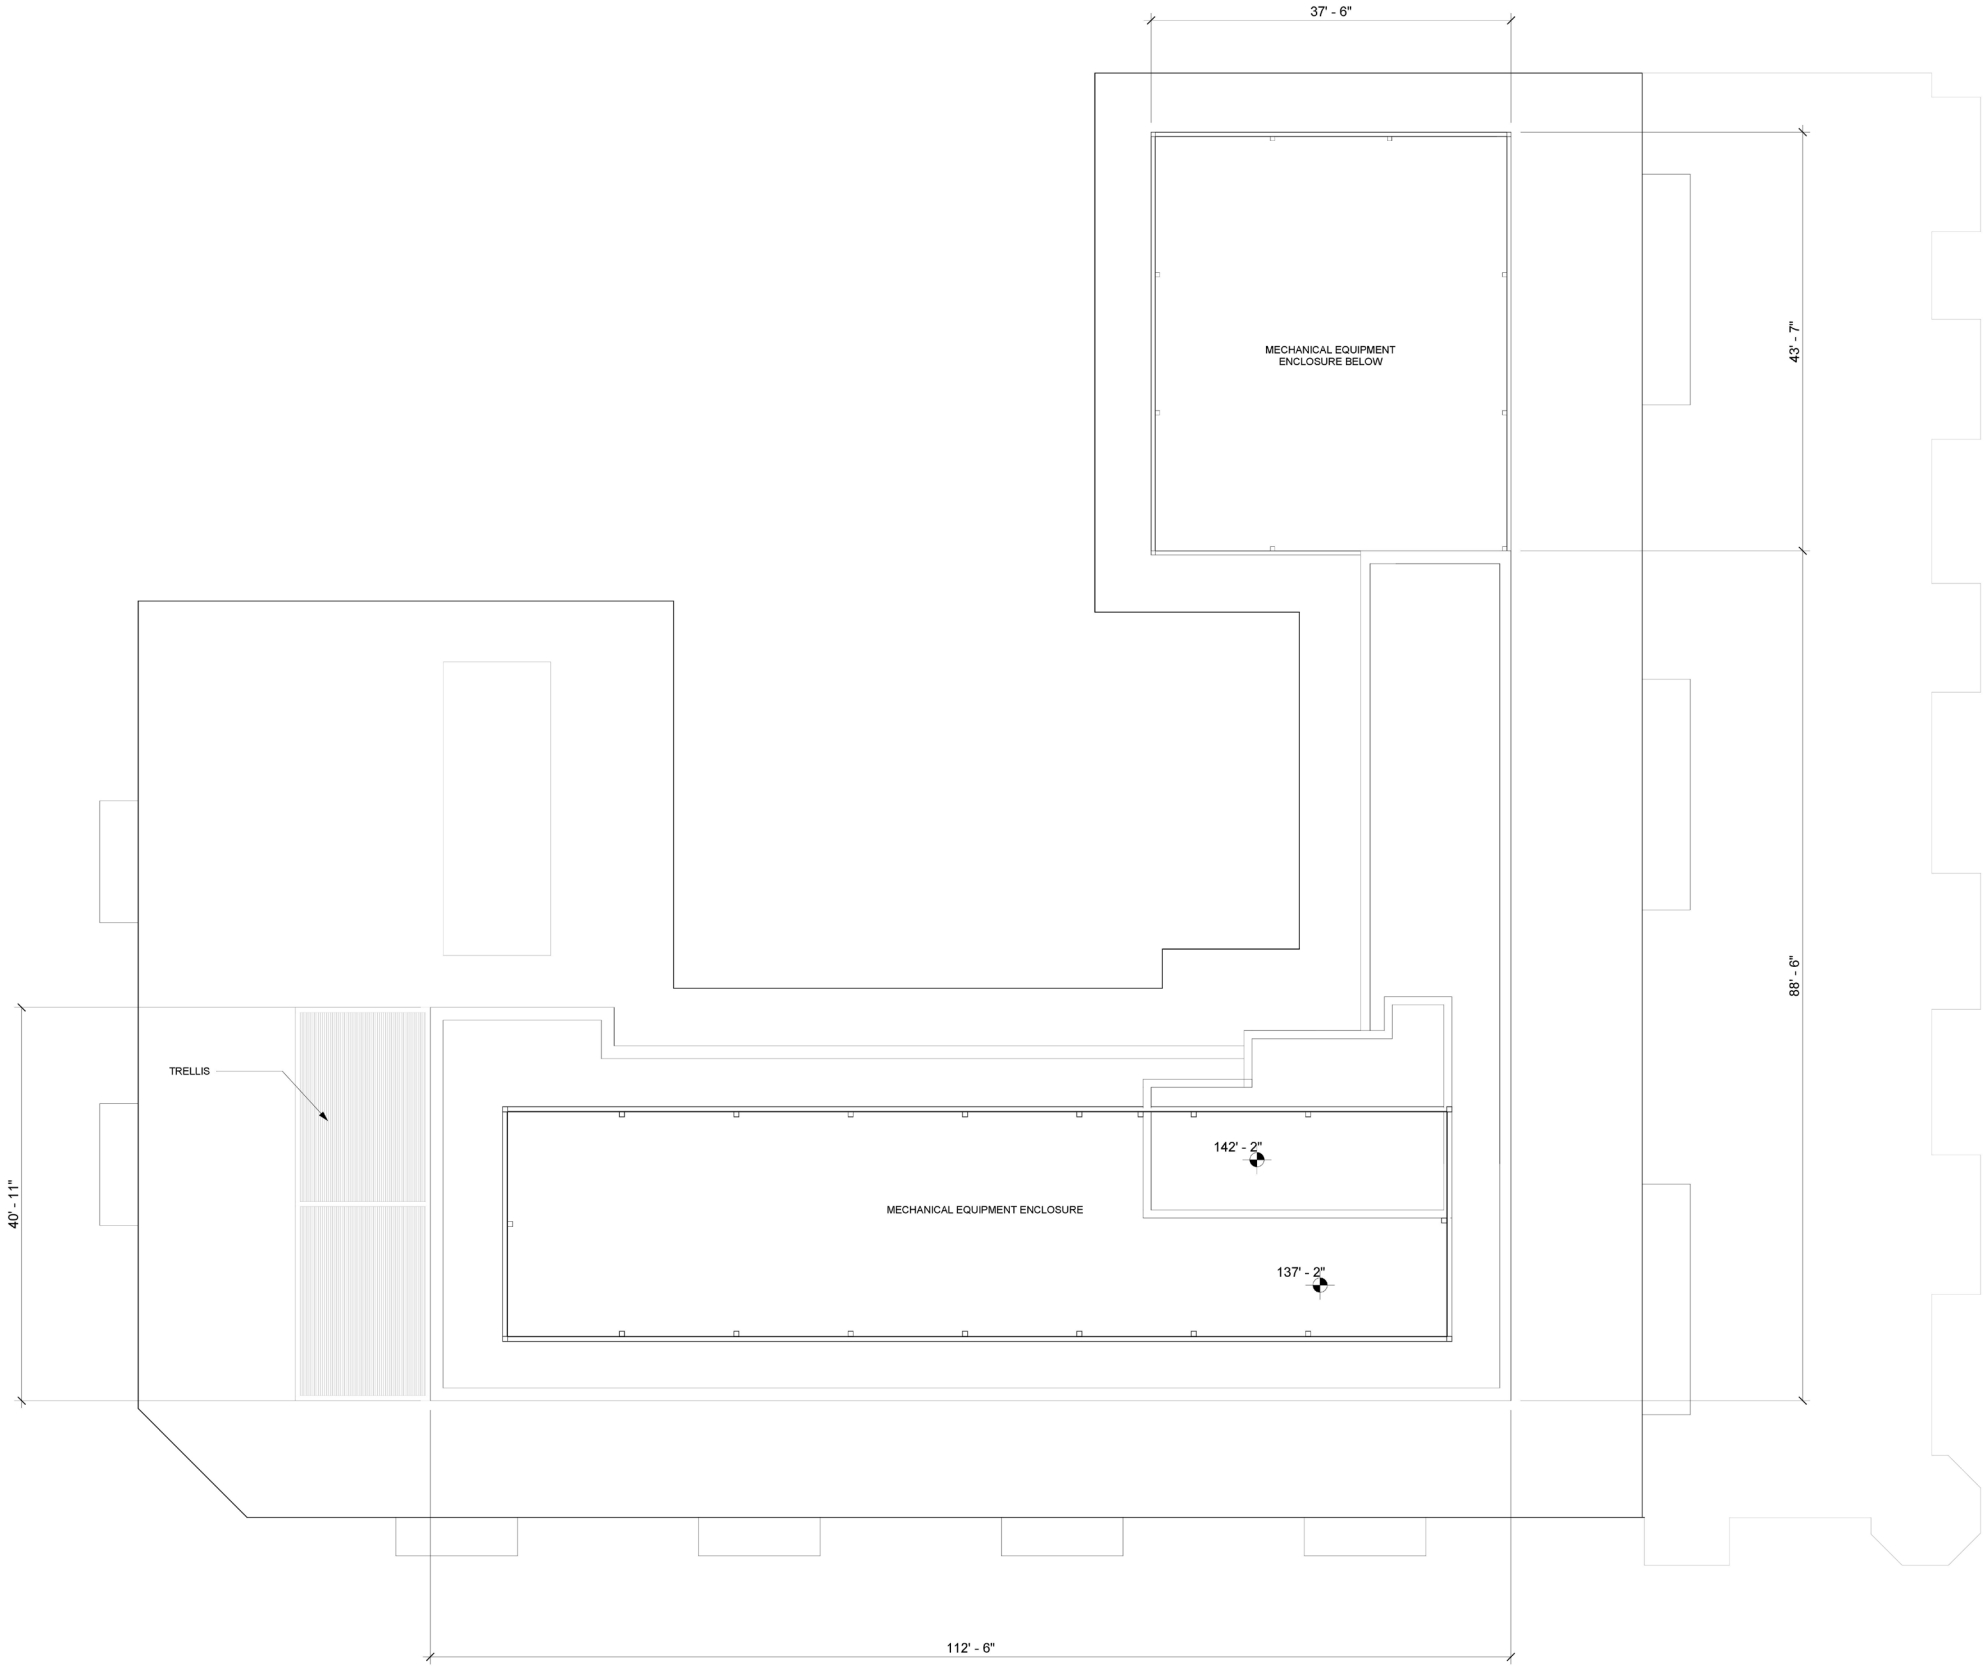 37' - 6"
MECHANICAL EQUIPMENT
ENCLOSURE BELOW
43' - 7"
88' - 6"
TRELLIS
40' - 11"
142' - 2"
MECHANICAL EQUIPMENT ENCLOSURE
137' - 2"
112' - 6"